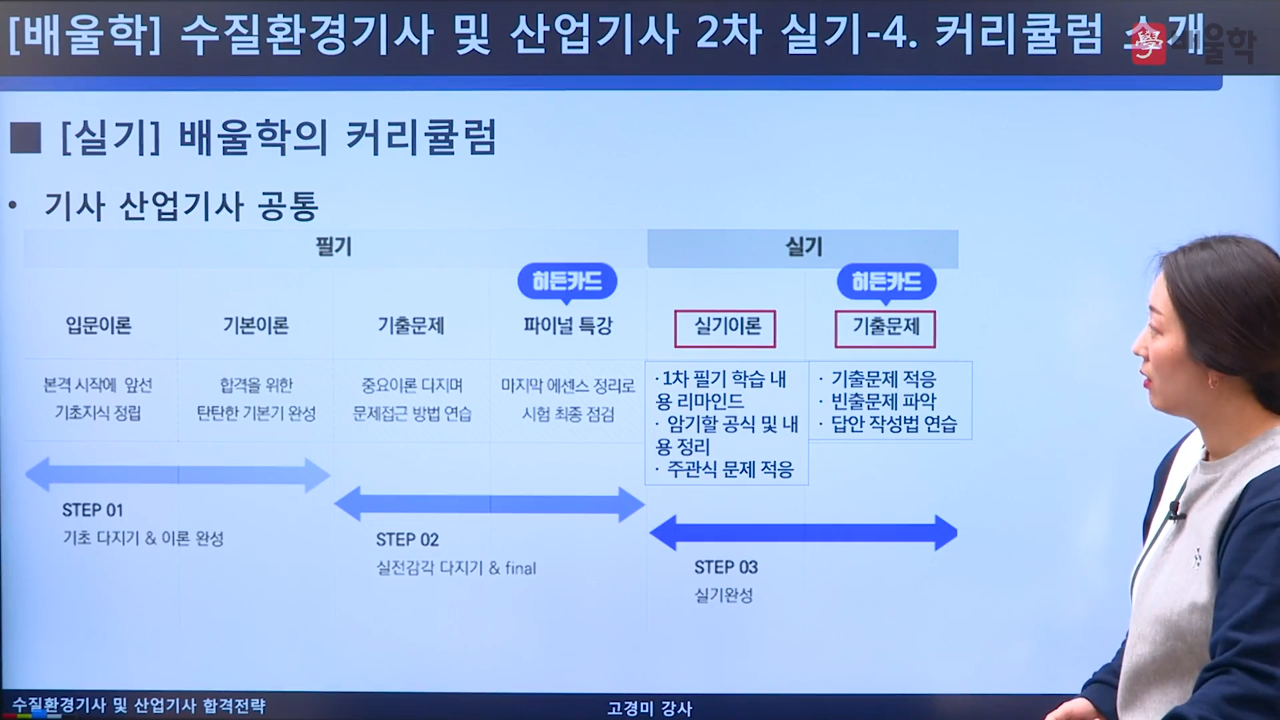 [배울학] 수질환경기사 및 산업기사 2차 실기-4. 커리큘럼 소개
學 배울학
■ [실기] 배울학의 커리큘럼
• 기사 산업기사 공통
필기
실기
히든카드
히든카드
입문이론
기본이론
기출문제
파이널 특강
실기이론
기출문제
본격 시작에 앞선
기초지식 정립
합격을 위한
탄탄한 기본기 완성
중요이론 다지며
문제접근 방법 연습
마지막 에센스 정리로
시험 최종 점검
· 1차 필기 학습 내
용 리마인드
· 암기할 공식 및 내
용 정리
· 주관식 문제 적응
· 기출문제 적응
· 빈출문제 파악
· 답안 작성법 연습
STEP 01
기초 다지기 & 이론 완성
STEP 02
실전감각 다지기 & final
STEP 03
실기완성
수질환경기사 및 산업기사 합격전략
고경미 강사